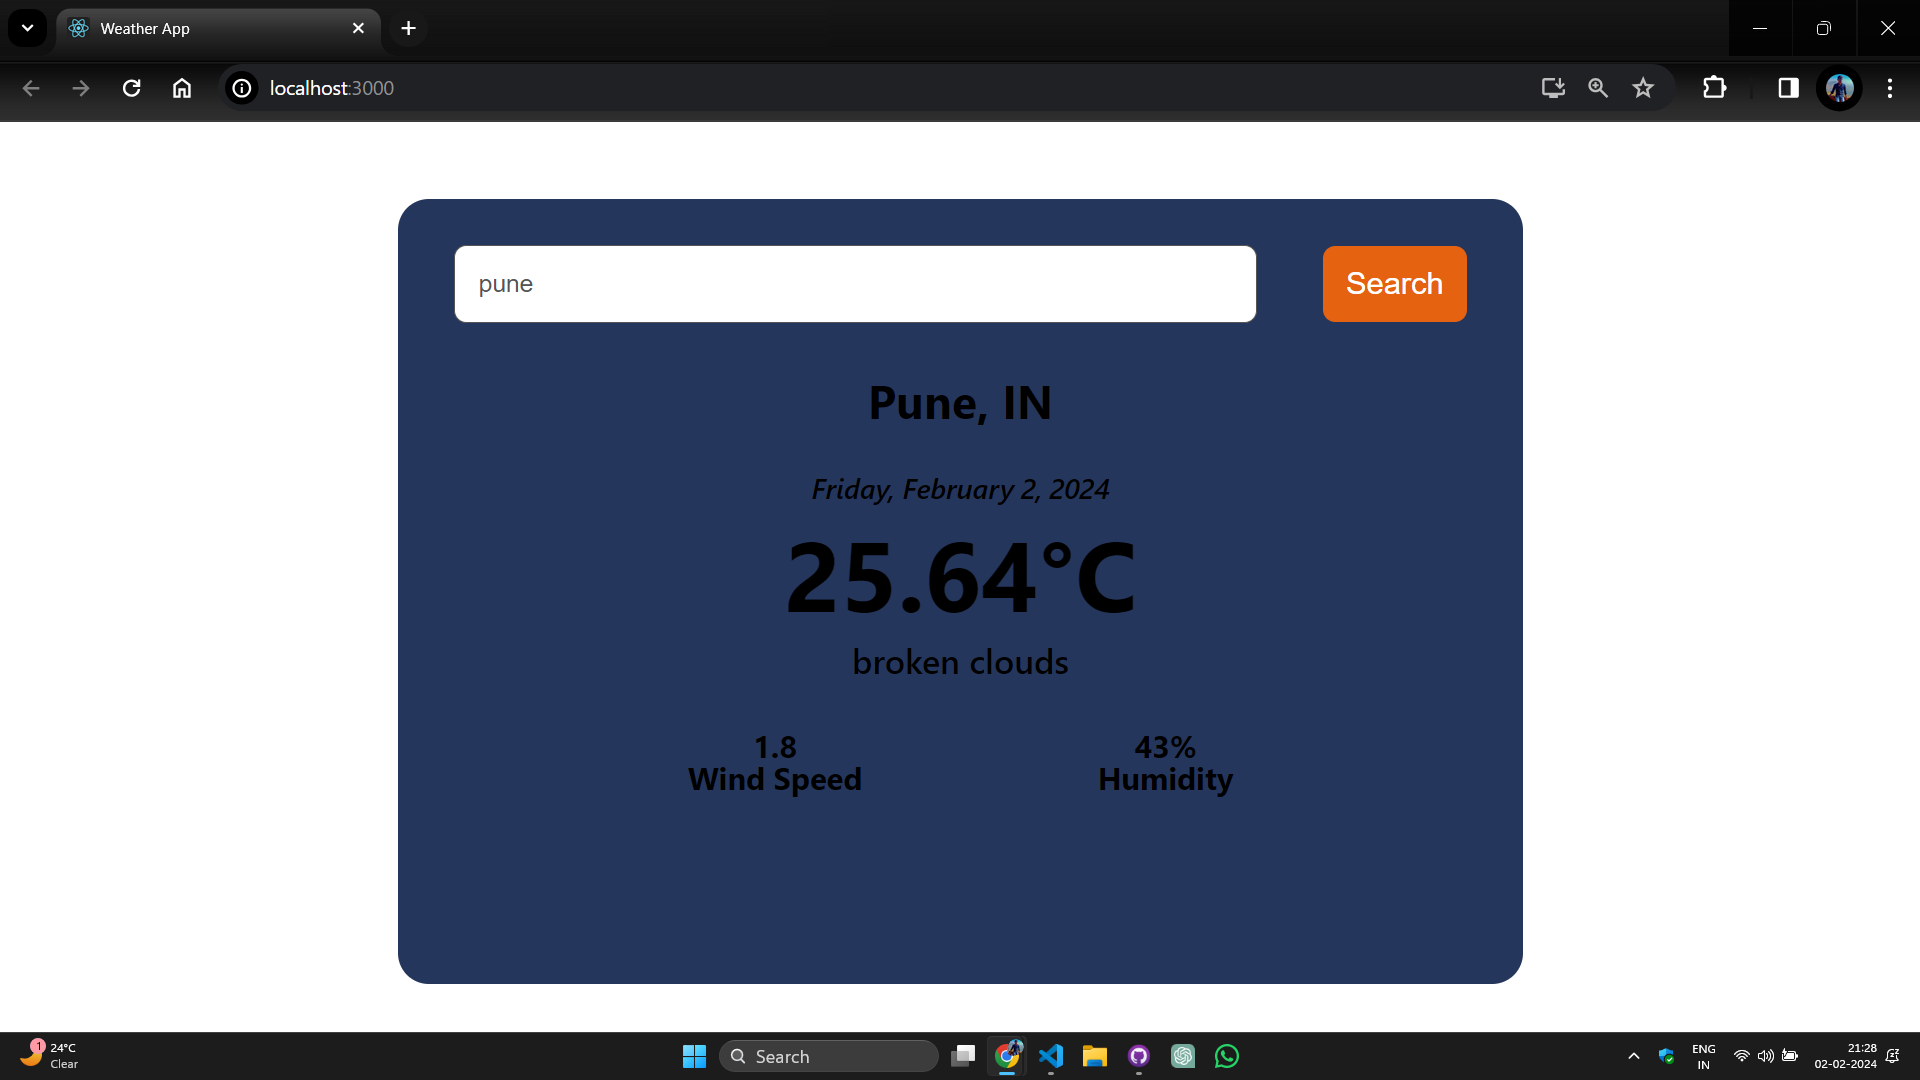 Weather App
localhost:3000
pune
Search
Pune, IN
Friday, February 2, 2024
25.64°C
broken clouds
1.8
Wind Speed
43%
Humidity
1
24°C
Clear
Search
ENG
IN
21:28
02-02-2024